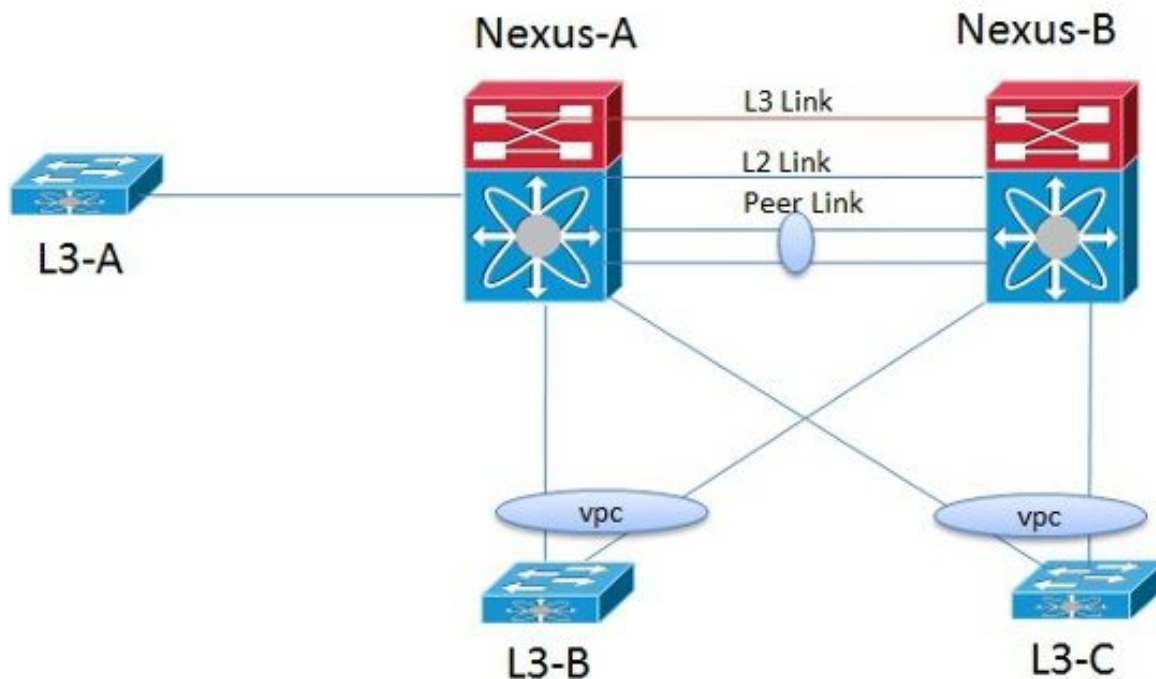 Nexus-A
Nexus-B
L3 Link
L2 Link
Peer Link
L3-A
vpc
vpc
L3-B
L3-C